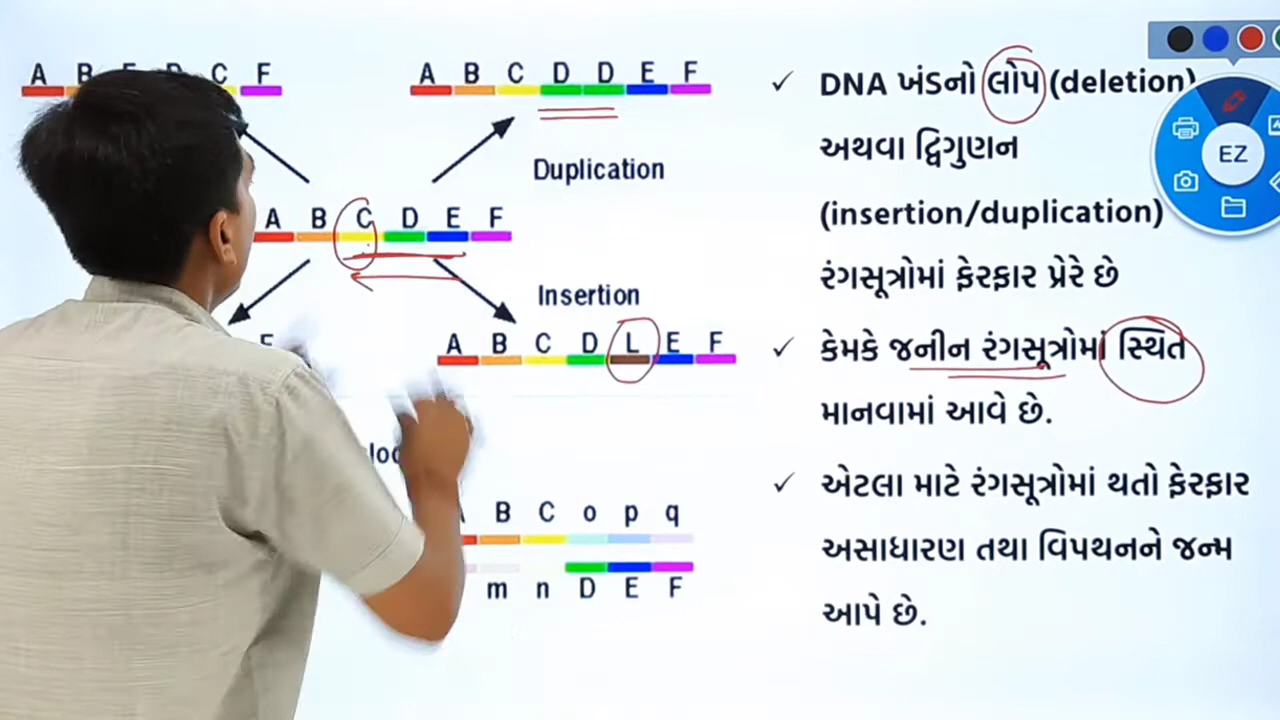 A B C F
A B C D D E F
Duplication
A B C D E F
Insertion
A B C D L E F
B C o p q
m n D E F
✓ DNA ખંડનો લોપ (deletion)
અથવા દ્વિગુણન
(insertion/duplication)
રંગસૂત્રોમાં ફેરફાર પ્રેરે છે
✓ કેમકે જનીન રંગસૂત્રોમાં સ્થિત
માનવામાં આવે છે.
✓ એટલા માટે રંગસૂત્રોમાં થતો ફેરફાર
અસાધારણ તથા વિપથનને જન્મ
આપે છે.
EZ